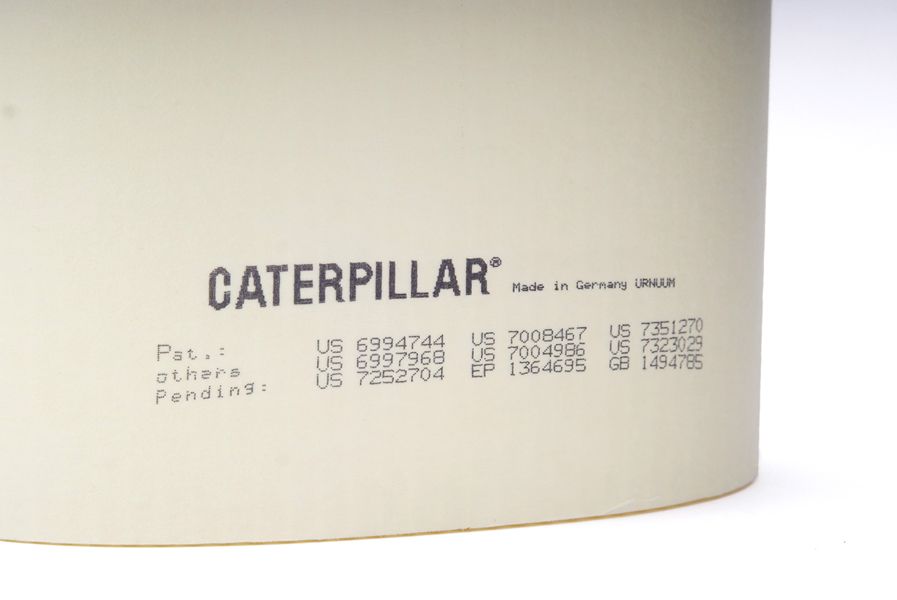 CATERPILLAR® Made in Germany URNUUM
Pat.: US 6994744 US 7008467 US 7351270
others US 6997968 US 7004986 US 7323029
Pending: US 7252704 EP 1364695 GB 1494785